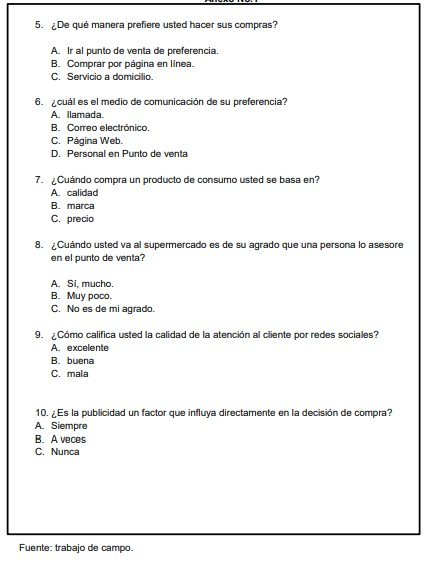 5. ¿De qué manera prefiere usted hacer sus compras?
A. Ir al punto de venta de preferencia.
B. Comprar por página en línea.
C. Servicio a domicilio.
6. ¿cuál es el medio de comunicación de su preferencia?
A. llamada.
B. Correo electrónico.
C. Página Web.
D. Personal en Punto de venta
7. ¿Cuándo compra un producto de consumo usted se basa en?
A. calidad
B. marca
C. precio
8. ¿Cuándo usted va al supermercado es de su agrado que una persona lo asesore
en el punto de venta?
A. Sí, mucho.
B. Muy poco.
C. No es de mi agrado.
9. ¿Cómo califica usted la calidad de la atención al cliente por redes sociales?
A. excelente
B. buena
C. mala
10. ¿Es la publicidad un factor que influya directamente en la decisión de compra?
A. Siempre
B. A veces
C. Nunca
Fuente: trabajo de campo.